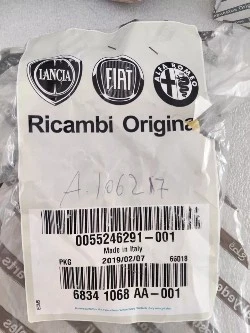 LANCIA FIAT ALFA ROMEO
Ricambi Origina
A.106217
0055246291-001
Made in Italy
PKG 2019/02/07 66018
6834 1068 AA-001